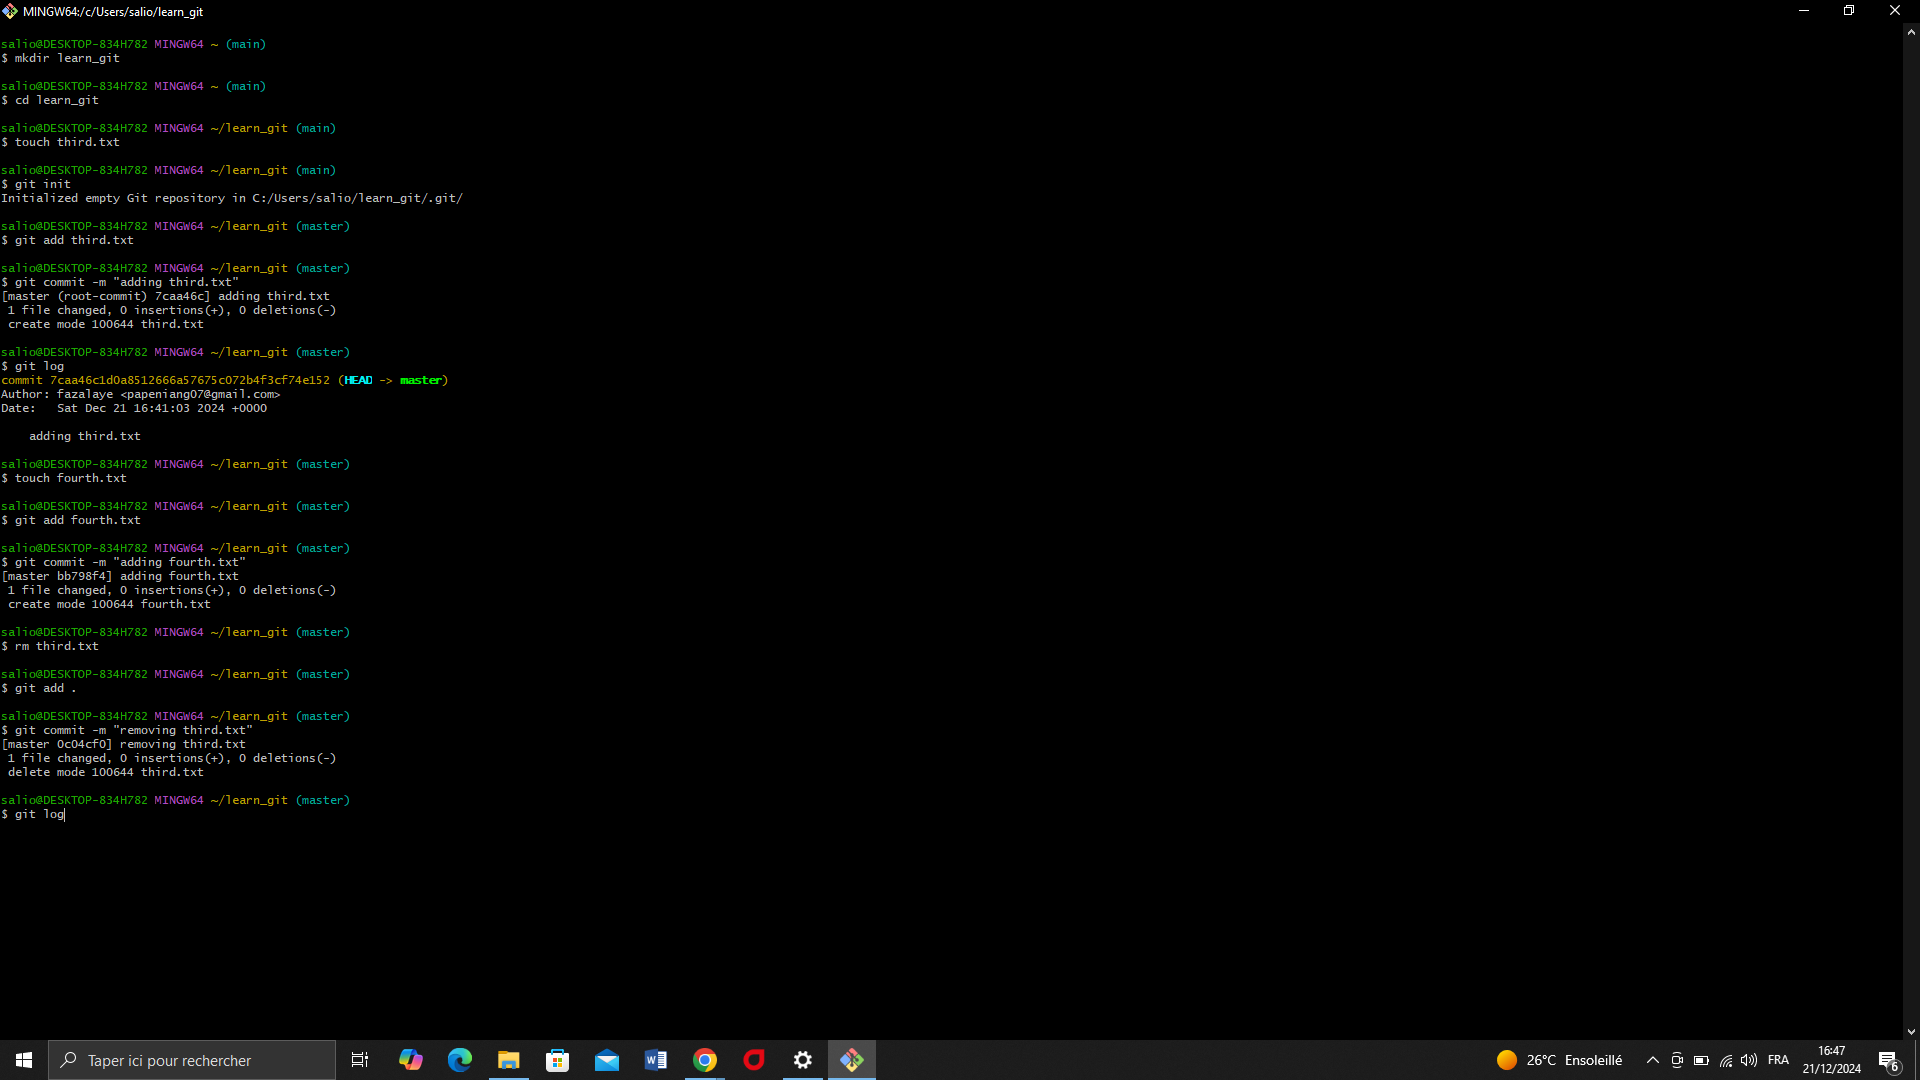 MINGW64:/c/Users/salio/learn_git
salio@DESKTOP-834H782 MINGW64 ~ (main)
$ mkdir learn_git
salio@DESKTOP-834H782 MINGW64 ~ (main)
$ cd learn_git
salio@DESKTOP-834H782 MINGW64 ~/learn_git (main)
$ touch third.txt
salio@DESKTOP-834H782 MINGW64 ~/learn_git (main)
$ git init
Initialized empty Git repository in C:/Users/salio/learn_git/.git/
salio@DESKTOP-834H782 MINGW64 ~/learn_git (master)
$ git add third.txt
salio@DESKTOP-834H782 MINGW64 ~/learn_git (master)
$ git commit -m "adding third.txt"
[master (root-commit) 7caa46c] adding third.txt
 1 file changed, 0 insertions(+), 0 deletions(-)
 create mode 100644 third.txt
salio@DESKTOP-834H782 MINGW64 ~/learn_git (master)
$ git log
commit 7caa46c1d0a8512666a57675c072b4f3cf74e152 (HEAD -> master)
Author: fazalaye <papeniang07@gmail.com>
Date:   Sat Dec 21 16:41:03 2024 +0000
    adding third.txt
salio@DESKTOP-834H782 MINGW64 ~/learn_git (master)
$ touch fourth.txt
salio@DESKTOP-834H782 MINGW64 ~/learn_git (master)
$ git add fourth.txt
salio@DESKTOP-834H782 MINGW64 ~/learn_git (master)
$ git commit -m "adding fourth.txt"
[master bb798f4] adding fourth.txt
 1 file changed, 0 insertions(+), 0 deletions(-)
 create mode 100644 fourth.txt
salio@DESKTOP-834H782 MINGW64 ~/learn_git (master)
$ rm third.txt
salio@DESKTOP-834H782 MINGW64 ~/learn_git (master)
$ git add .
salio@DESKTOP-834H782 MINGW64 ~/learn_git (master)
$ git commit -m "removing third.txt"
[master 0c04cf0] removing third.txt
 1 file changed, 0 insertions(+), 0 deletions(-)
 delete mode 100644 third.txt
salio@DESKTOP-834H782 MINGW64 ~/learn_git (master)
$ git log
Taper ici pour rechercher
26°C Ensoleillé
FRA
16:47
21/12/2024
6